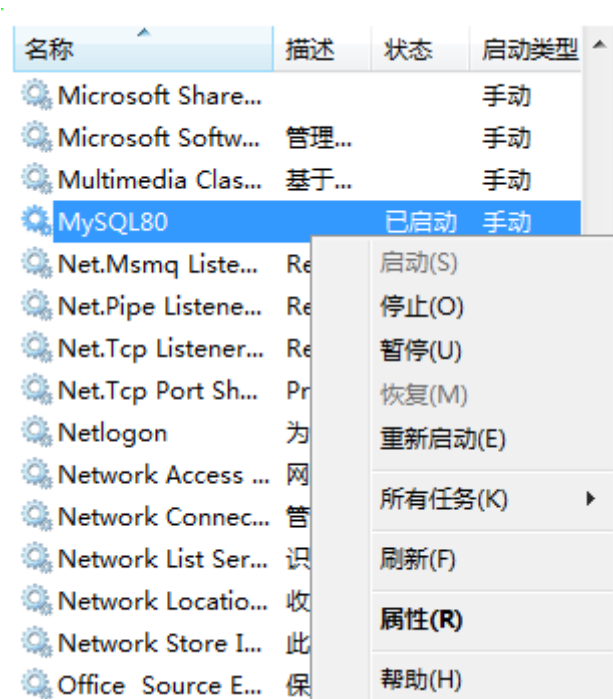 名称 描述 状态 启动类型
Microsoft Share... 手动
Microsoft Softw... 管理... 手动
Multimedia Clas... 基于... 手动
MySQL80 已启动 手动
Net.Msmq Liste... Re 启动(S)
Net.Pipe Listene... Re 停止(O)
Net.Tcp Listener... Re 暂停(U)
Net.Tcp Port Sh... Pr 恢复(M)
Netlogon 为 重新启动(E)
Network Access ... 网 所有任务(K)
Network Connec... 管
Network List Ser... 识 刷新(F)
Network Locatio... 收 属性(R)
Network Store I... 此
Office  Source E... 保 帮助(H)